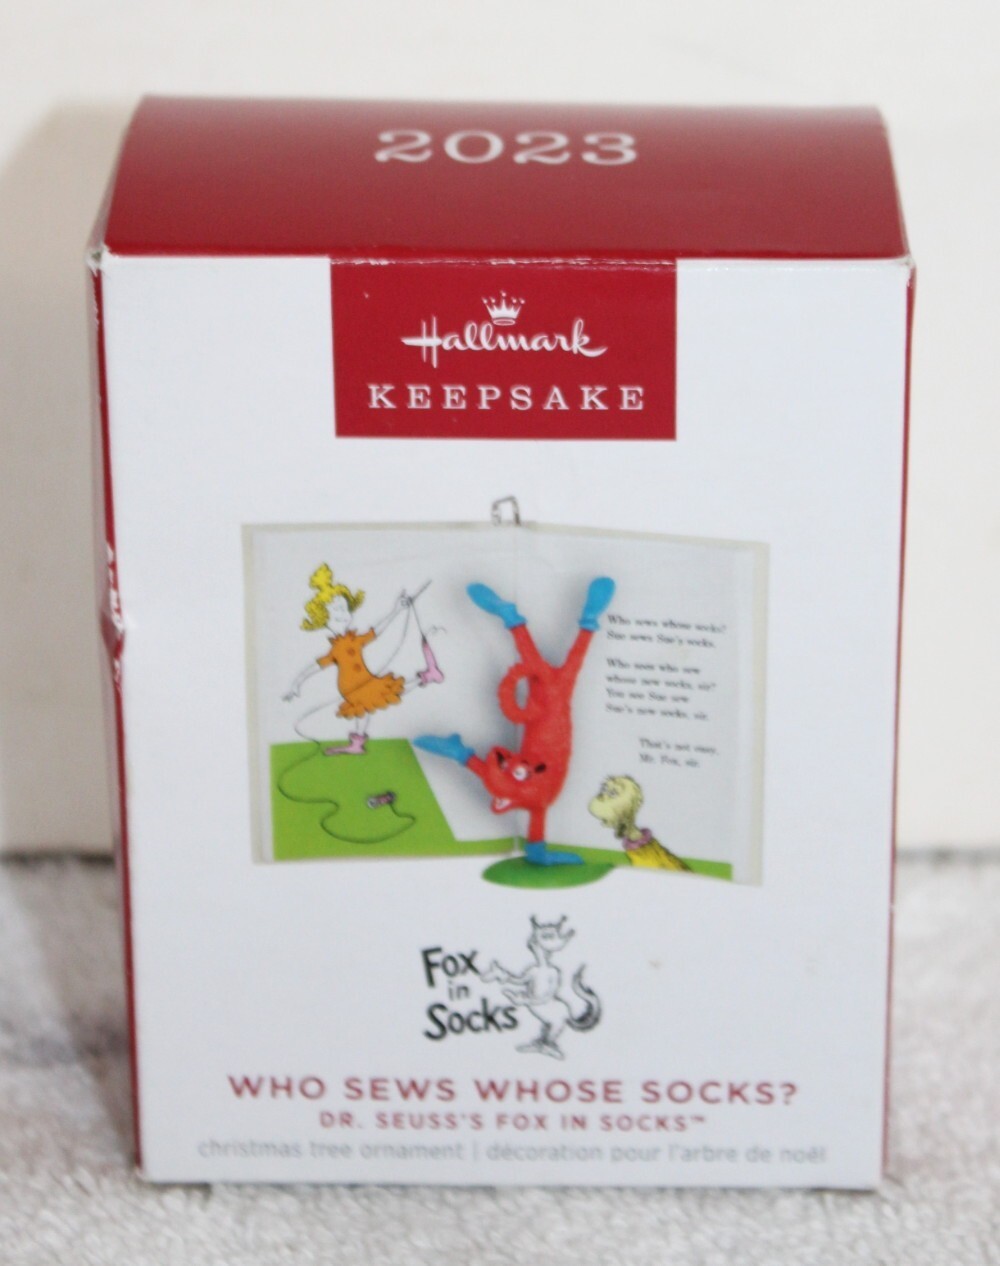 2023
Hallmark
KEEPSAKE
Who sews whose socks?
Sue sews Sue's socks.
Who sees who sew
whose new socks, sir?
You see Sue sew
Sue's new socks, sir.
That's not easy,
Mr. Fox, sir.
Fox
in
Socks
WHO SEWS WHOSE SOCKS?
DR. SEUSS'S FOX IN SOCKS™
christmas tree ornament | décoration pour l'arbre de noël